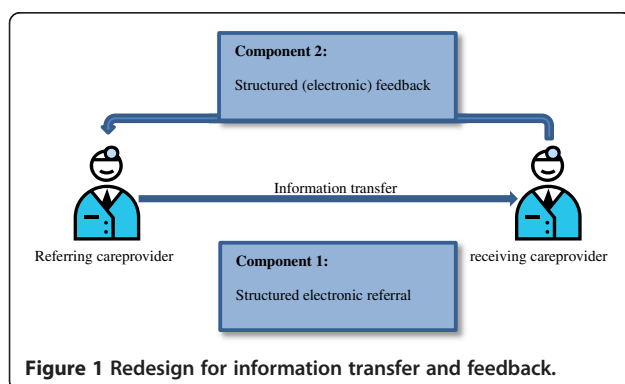 Component 2:
Structured (electronic) feedback
Information transfer
Referring careprovider
receiving careprovider
Component 1:
Structured electronic referral
Figure 1 Redesign for information transfer and feedback.